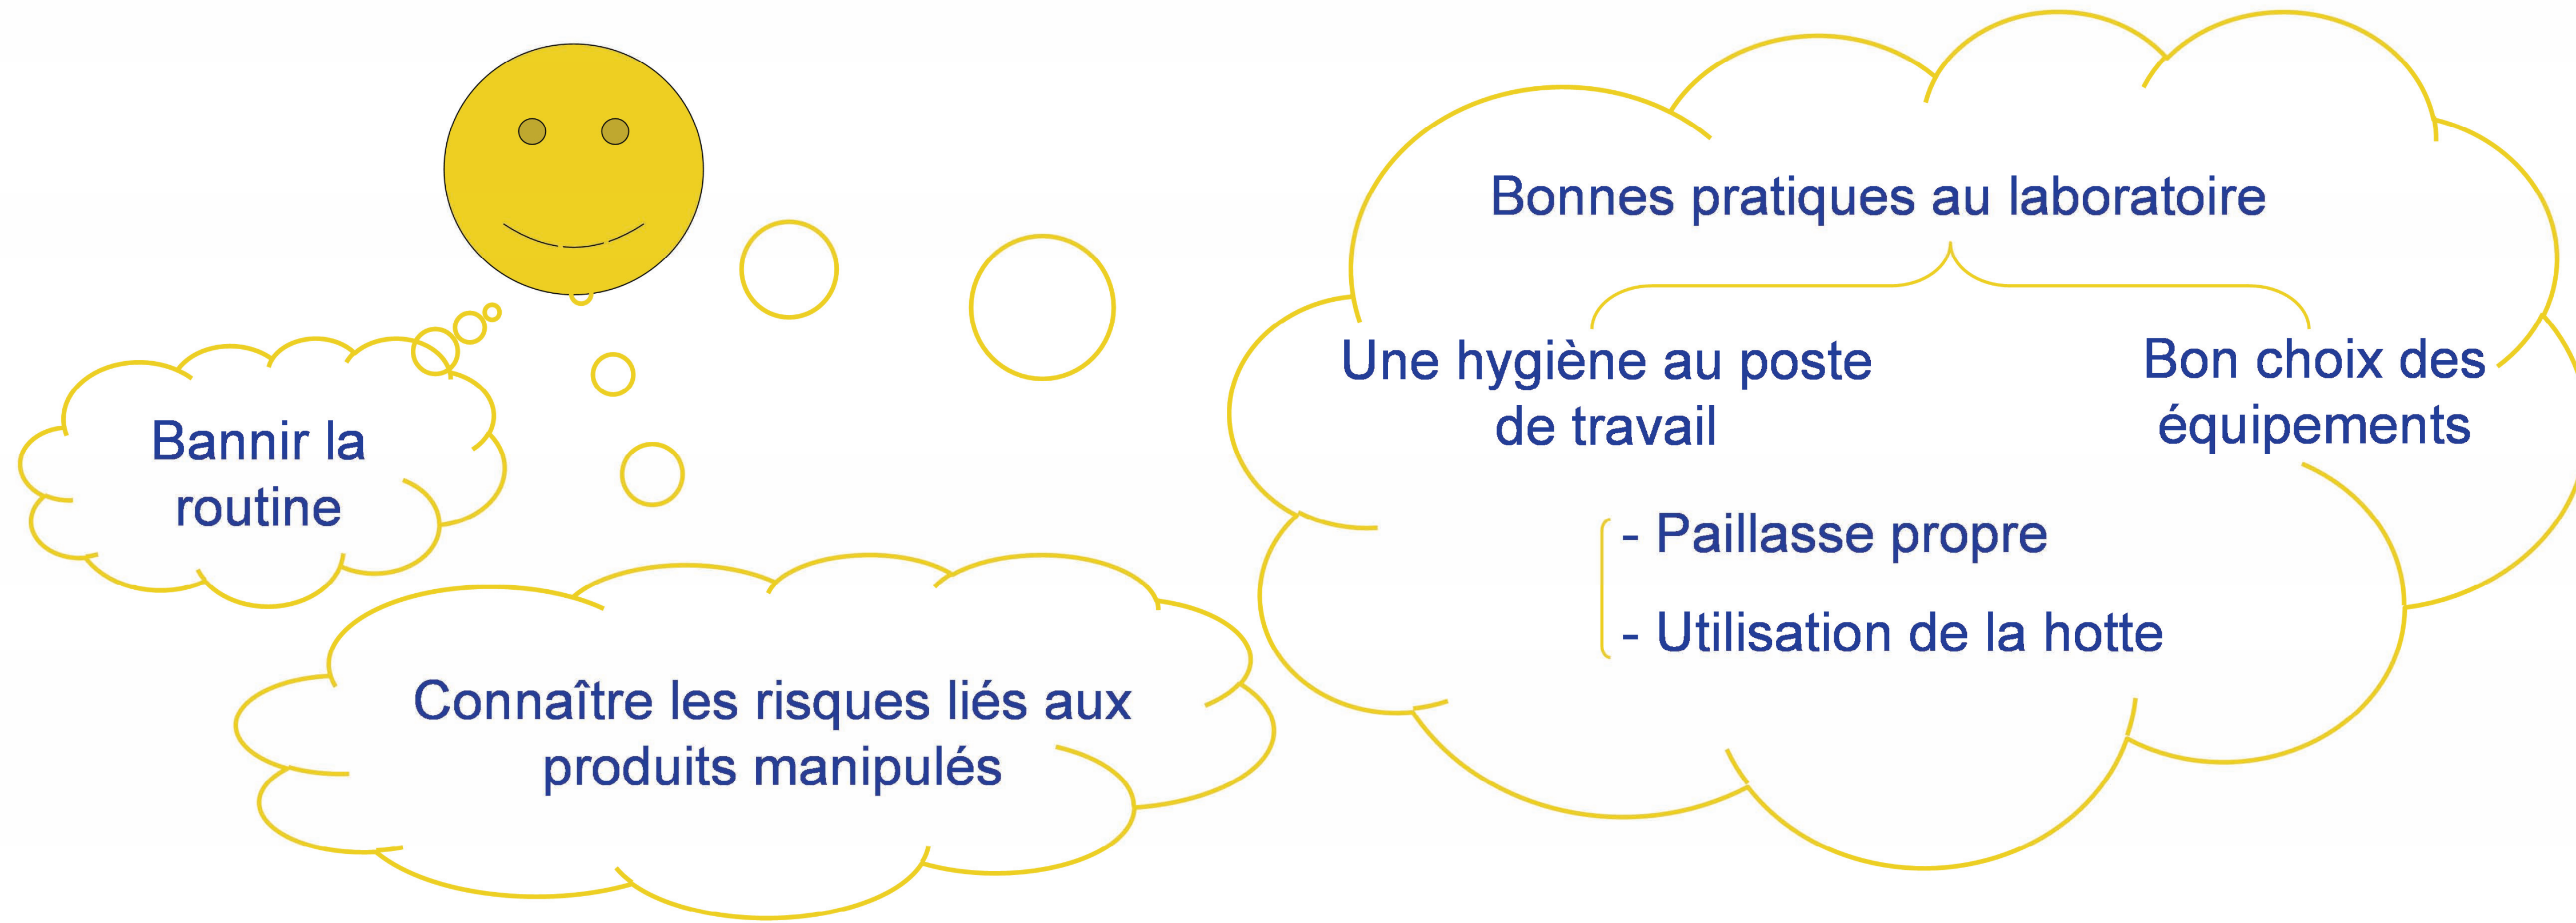 Bannir la
routine
Connaître les risques liés aux
produits manipulés
Bonnes pratiques au laboratoire
Une hygiène au poste
de travail
Bon choix des
équipements
- Paillasse propre
- Utilisation de la hotte